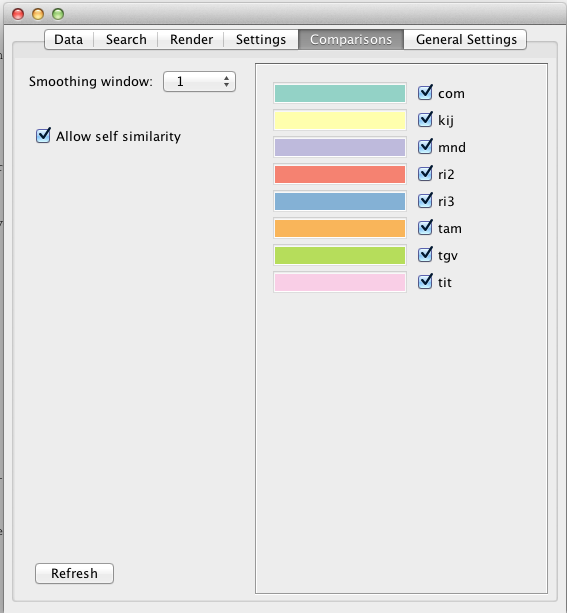 Data Search Render Settings Comparisons General Settings
Smoothing window: 1
Allow self similarity
com
kij
mnd
ri2
ri3
tam
tgv
tit
Refresh